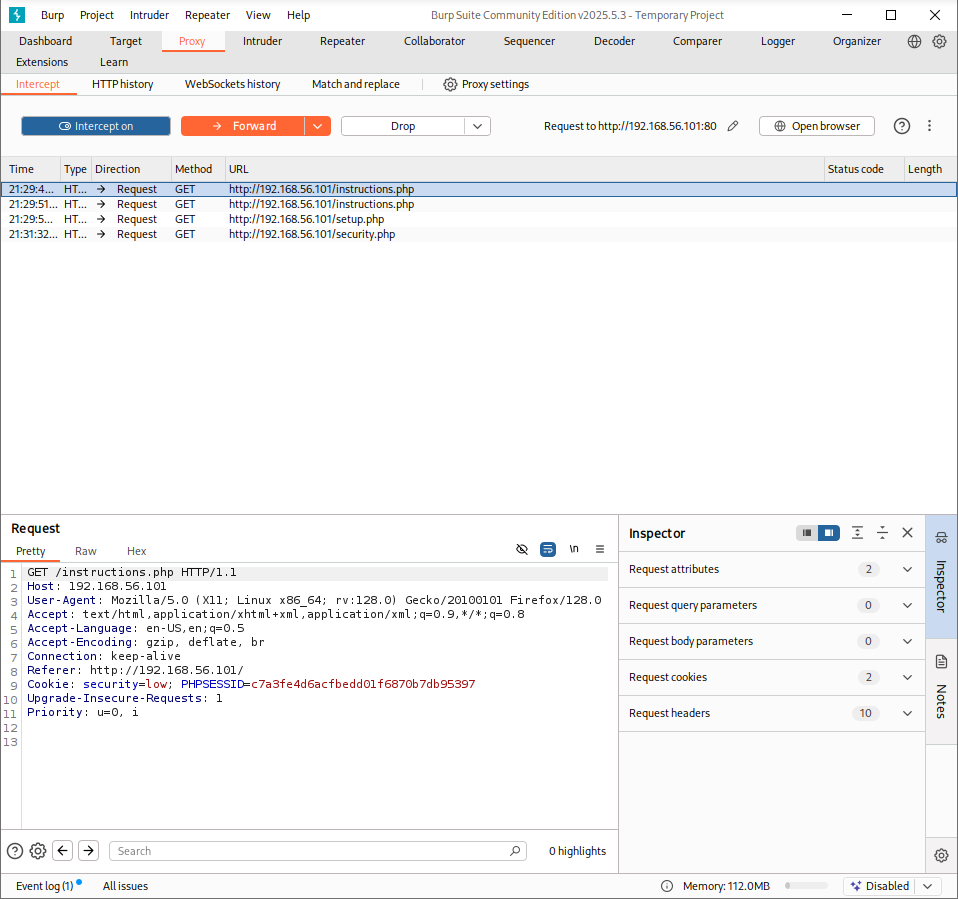 Burp Project Intruder Repeater View Help Burp Suite Community Edition v2025.5.3 - Temporary Project
Dashboard Target Proxy Intruder Repeater Collaborator Sequencer Decoder Comparer Logger Organizer
Extensions Learn
Intercept HTTP history WebSockets history Match and replace Proxy settings
Intercept on Forward Drop Request to http://192.168.56.101:80 Open browser
Time Type Direction Method URL Status code Length
21:29:4... HT... Request GET http://192.168.56.101/instructions.php
21:29:51... HT... Request GET http://192.168.56.101/instructions.php
21:29:5... HT... Request GET http://192.168.56.101/setup.php
21:31:32... HT... Request GET http://192.168.56.101/security.php
Request
Pretty Raw Hex \n
1 GET /instructions.php HTTP/1.1
2 Host: 192.168.56.101
3 User-Agent: Mozilla/5.0 (X11; Linux x86_64; rv:128.0) Gecko/20100101 Firefox/128.0
4 Accept: text/html,application/xhtml+xml,application/xml;q=0.9,*/*;q=0.8
5 Accept-Language: en-US,en;q=0.5
6 Accept-Encoding: gzip, deflate, br
7 Connection: keep-alive
8 Referer: http://192.168.56.101/
9 Cookie: security=low; PHPSESSID=c7a3fe4d6acfbedd01f6870b7db95397
10 Upgrade-Insecure-Requests: 1
11 Priority: u=0, i
12
13
Search 0 highlights
Inspector
Request attributes 2
Request query parameters 0
Request body parameters 0
Request cookies 2
Request headers 10
Inspector
Notes
Event log (1) All issues Memory: 112.0MB Disabled